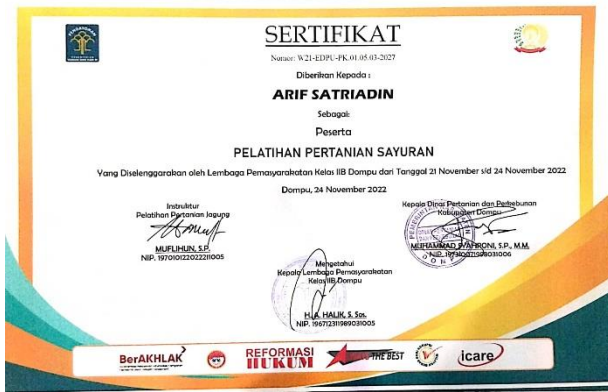 SERTIFIKAT
Nomor: W21-EDPU-PK.01.05.03-2027
Diberikan Kepada :
ARIF SATRIADIN
Sebagai:
Peserta
PELATIHAN PERTANIAN SAYURAN
Yang Diselenggarakan oleh Lembaga Pemasyarakatan Kelas IIB Dompu dari Tanggal 21 November s/d 24 November 2022
Dompu, 24 November 2022
Instruktur
Pelatihan Pertanian Jagung
MUFLIHUN, S.P.
NIP. 197010122022211005
Kepala Dinas Pertanian dan Perkebunan
Kabupaten Dompu
MUHAMMAD SYAHRONI, S.P., M.M.
NIP.
Mengetahui
Kepala Lembaga Pemasyarakatan
Kelas IIB Dompu
H.A. HALIK, S. Sos.
NIP. 196712311989031005
BerAKHLAK
REFORMASI
HUKUM
THE BEST
icare